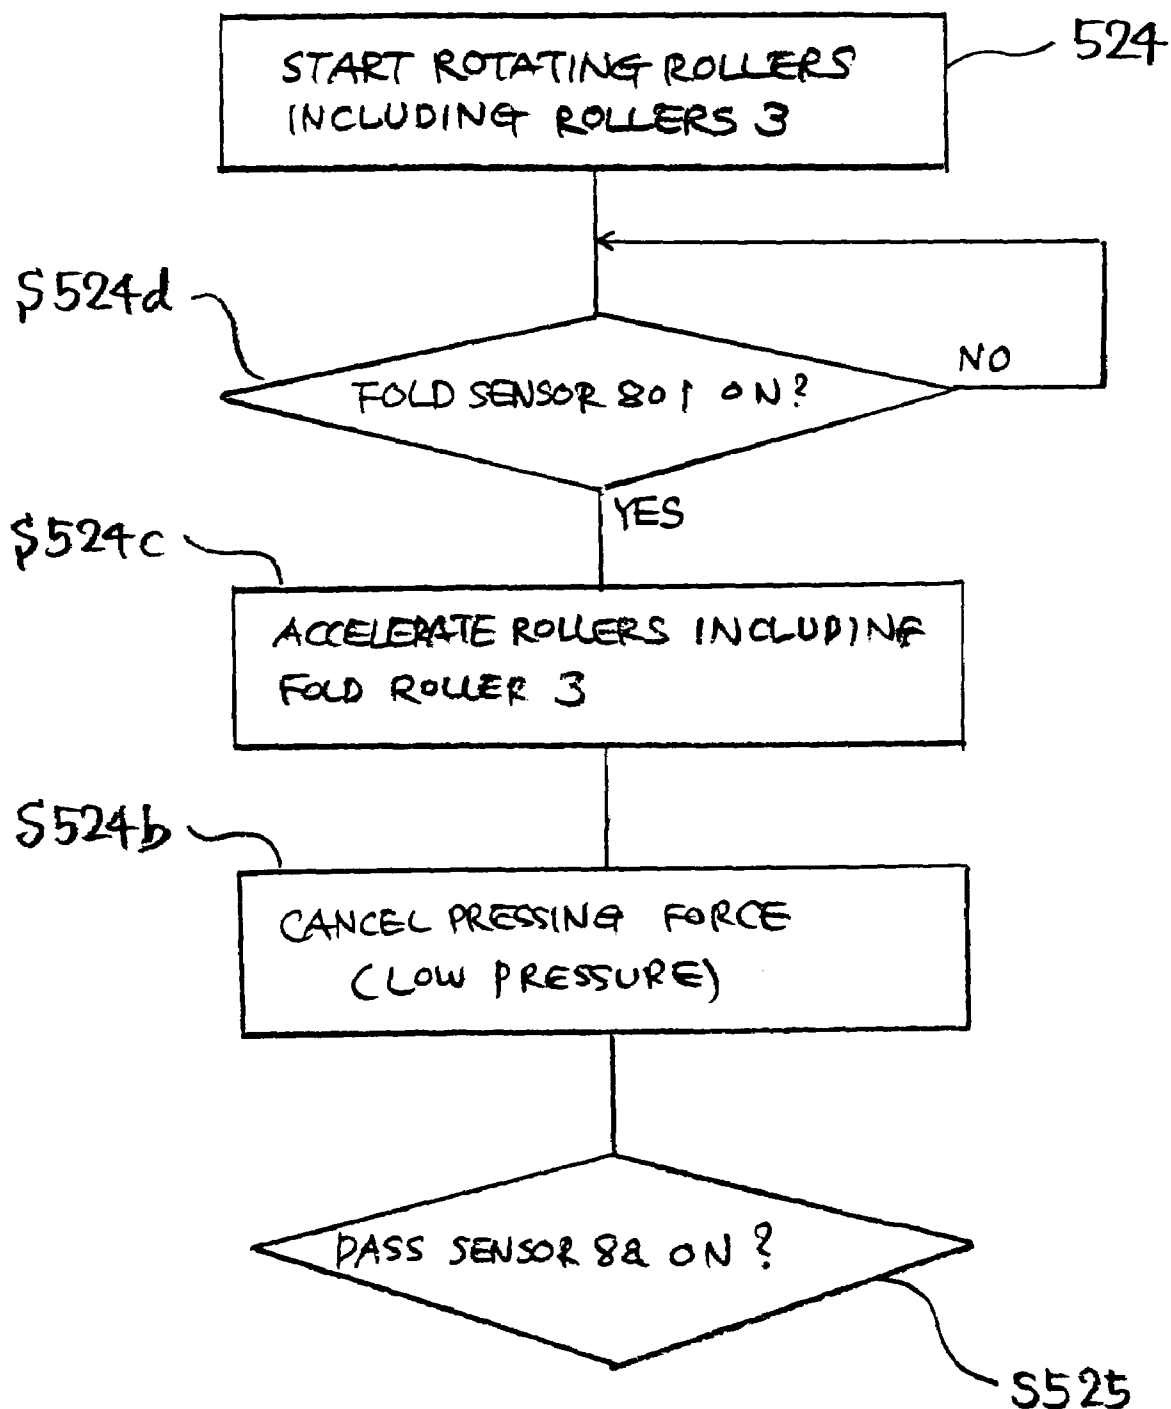 START ROTATING ROLLERS
INCLUDING ROLLERS 3
524
S524d
FOLD SENSOR 801 ON?
NO
YES
S524c
ACCELERATE ROLLERS INCLUDING
FOLD ROLLER 3
S524b
CANCEL PRESSING FORCE
(LOW PRESSURE)
PASS SENSOR 8a ON?
S525